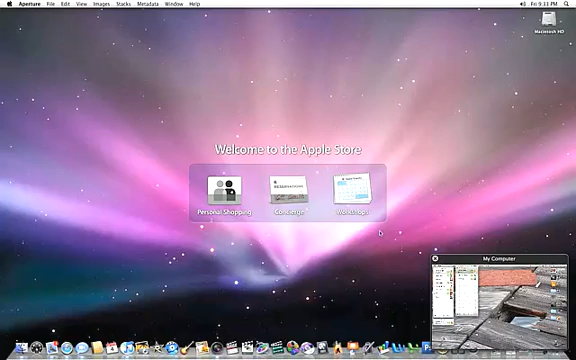 Aperture File Edit View Images Stacks Metadata Window Help
Fri 9:33 PM
Macintosh HD
Welcome to the Apple Store
Personal Shopping Concierge Workshops
My Computer